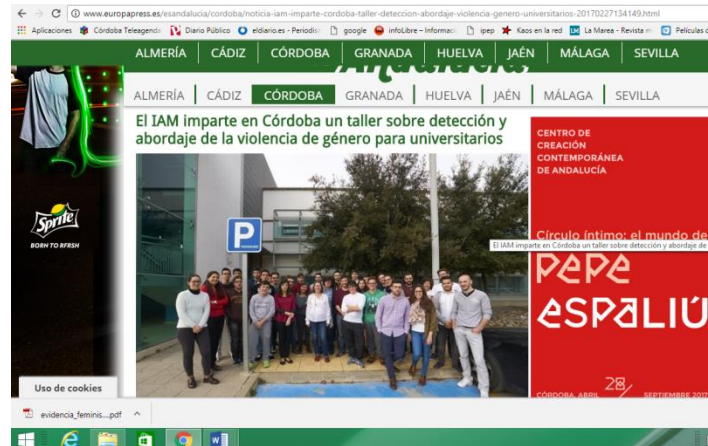 www.europapress.es/esandalucia/cordoba/noticia-iam-imparte-cordoba-taller-deteccion-abordaje-violencia-genero-universitarios-20170227134149.html
Aplicaciones Córdoba Teleagenda Diario Público eldiario.es - Periodis google infoLibre - Informaci ipep Kaos en la red La Marea - Revista m Películas
ALMERÍA CÁDIZ CÓRDOBA GRANADA HUELVA JAÉN MÁLAGA SEVILLA
Andalucía
ALMERÍA CÁDIZ CÓRDOBA GRANADA HUELVA JAÉN MÁLAGA SEVILLA
El IAM imparte en Córdoba un taller sobre detección y
abordaje de la violencia de género para universitarios
P
Sprite
BORN TO RFRSH
CENTRO DE
CREACIÓN
CONTEMPORÁNEA
DE ANDALUCÍA
Círculo íntimo: el mundo de
El IAM imparte en Córdoba un taller sobre detección y abordaje de
Pepe
espaliú
28
CÓRDOBA, ABRIL SEPTIEMBRE 2017
Uso de cookies
evidencia_feminis....pdf